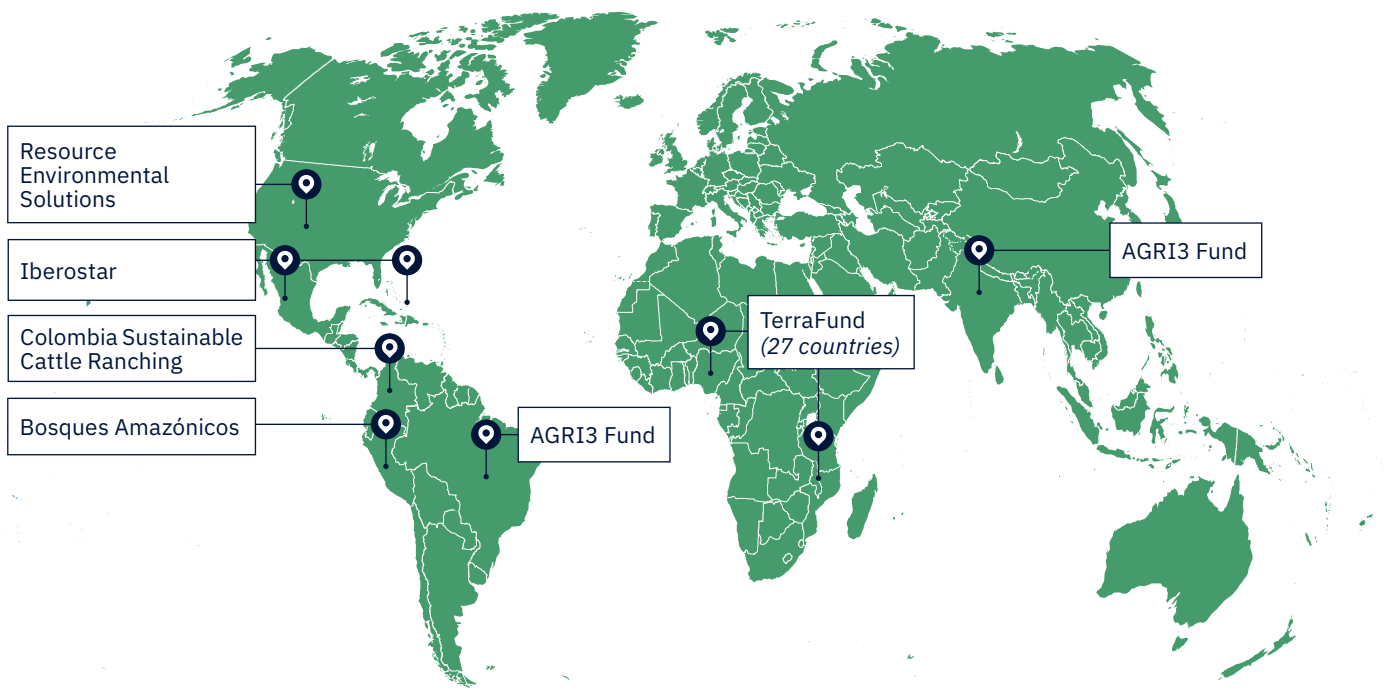 Resource
Environmental
Solutions
Iberostar
Colombia Sustainable
Cattle Ranching
Bosques Amazónicos
AGRI3 Fund
TerraFund
(27 countries)
AGRI3 Fund